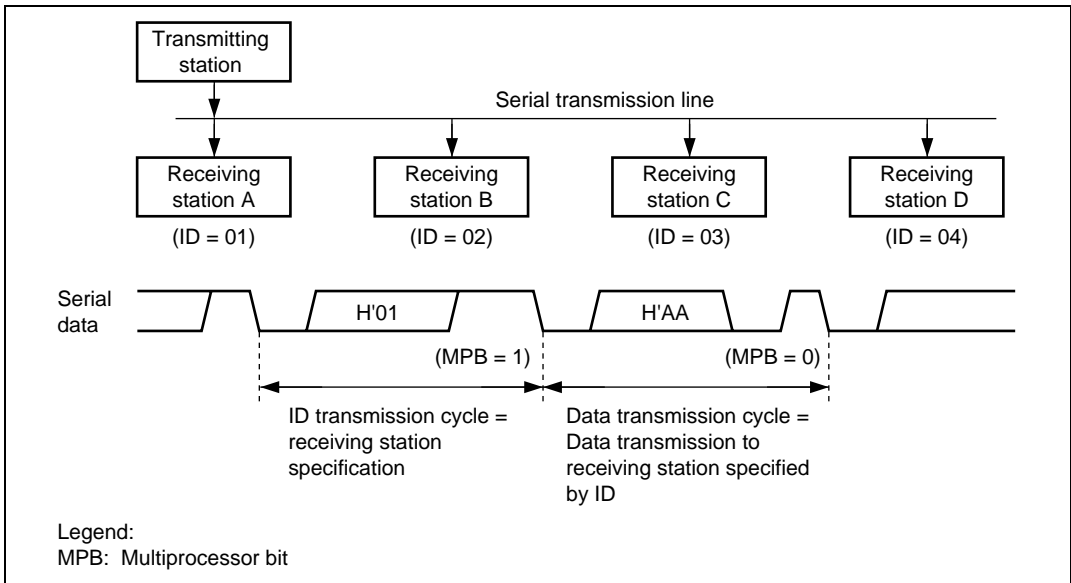 Transmitting
station
Serial transmission line
Receiving
station A
Receiving
station B
Receiving
station C
Receiving
station D
(ID = 01)
(ID = 02)
(ID = 03)
(ID = 04)
Serial
data
H'01
H'AA
(MPB = 1)
(MPB = 0)
ID transmission cycle =
receiving station
specification
Data transmission cycle =
Data transmission to
receiving station specified
by ID
Legend:
MPB: Multiprocessor bit